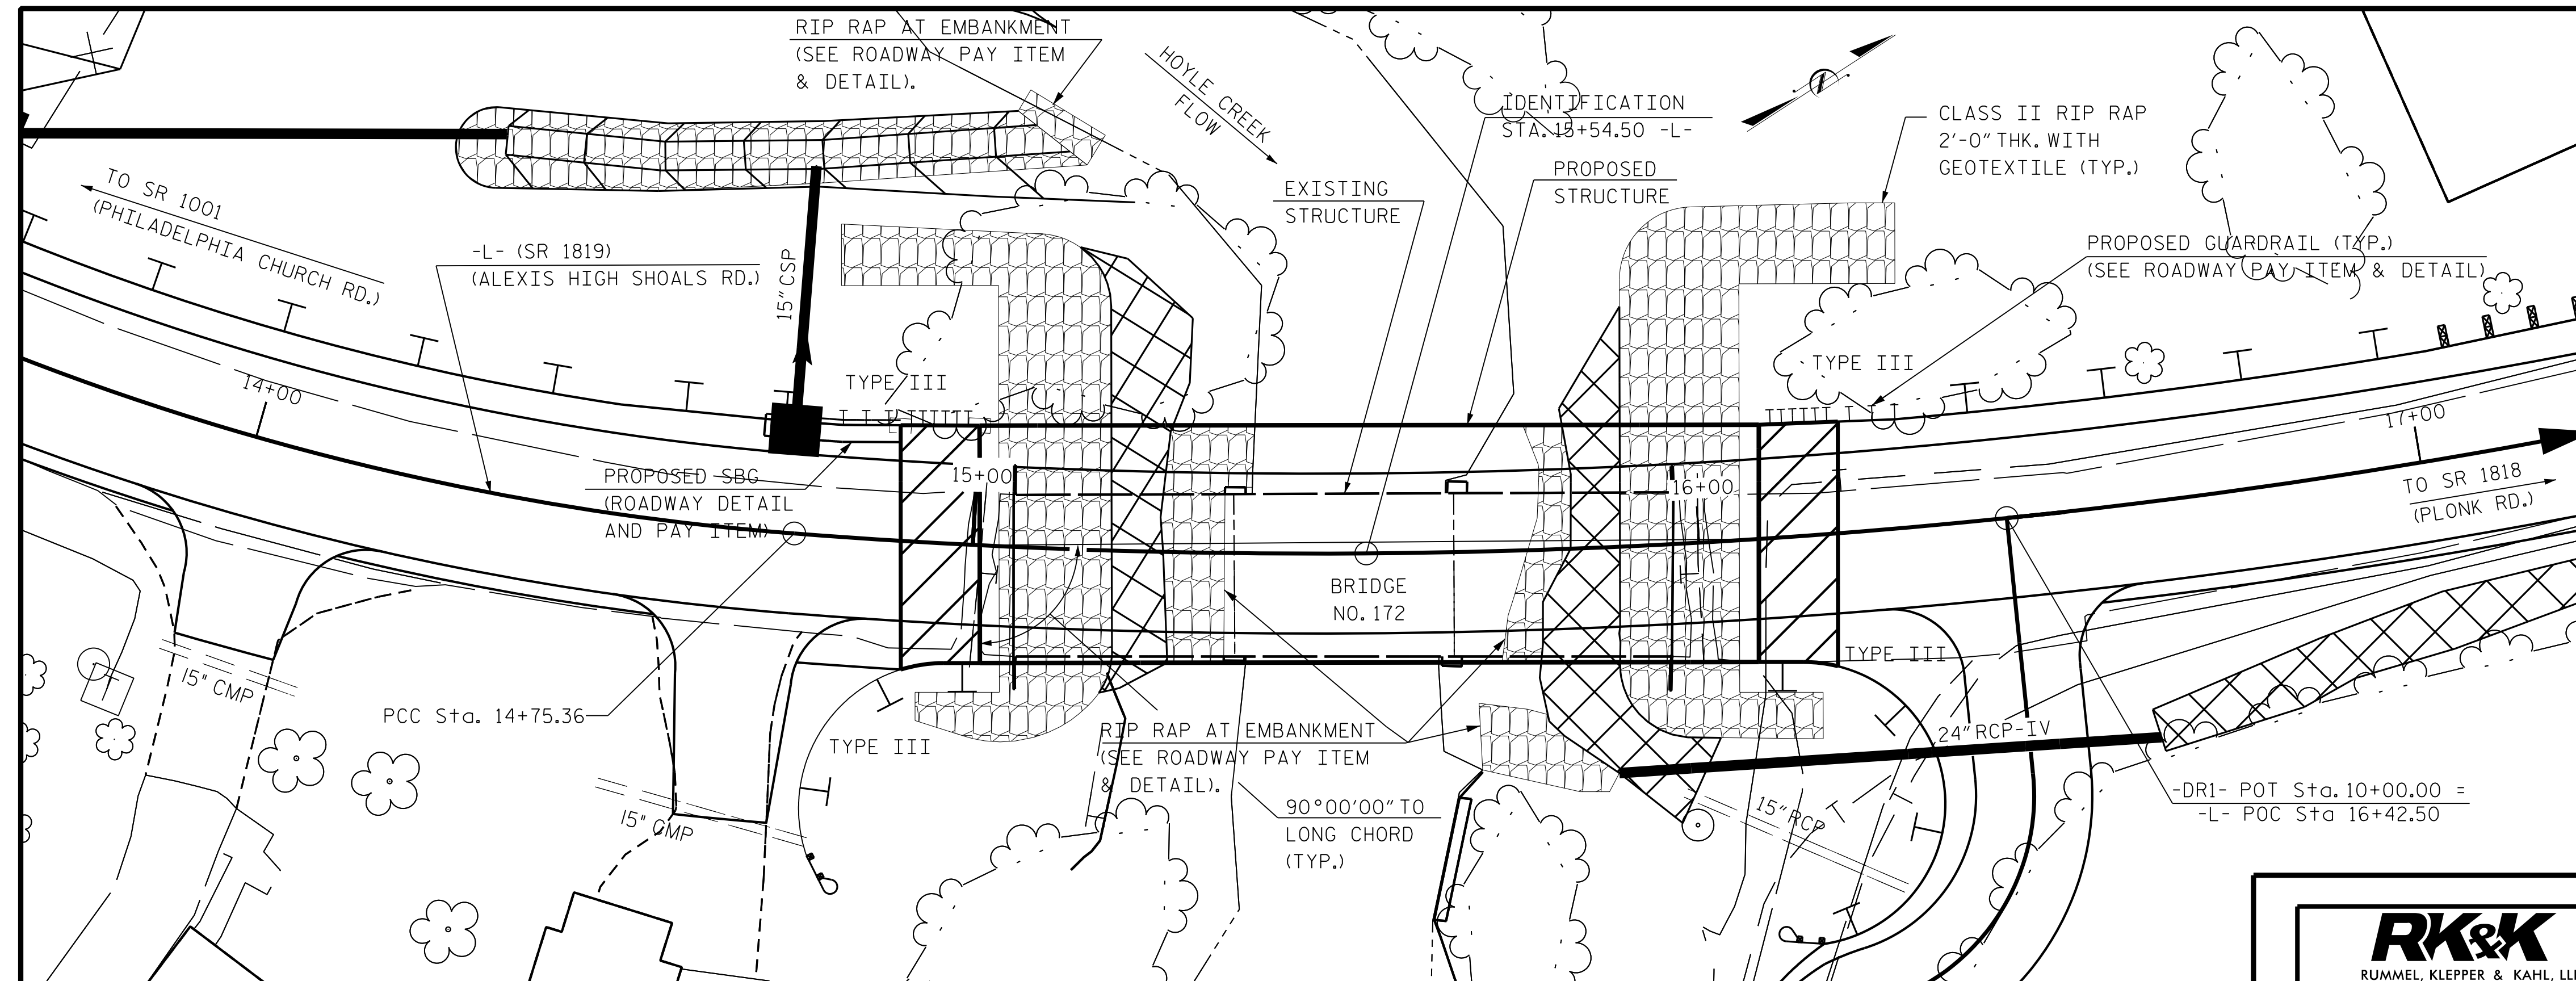 RIP RAP AT EMBANKMENT
(SEE ROADWAY PAY ITEM
& DETAIL).
HOYLE CREEK
FLOW
IDENTIFICATION
STA. 15+54.50 -L-
CLASS II RIP RAP
2'-0" THK. WITH
GEOTEXTILE (TYP.)
TO SR 1001
(PHILADELPHIA CHURCH RD.)
-L- (SR 1819)
(ALEXIS HIGH SHOALS RD.)
15" CSP
EXISTING
STRUCTURE
PROPOSED
STRUCTURE
PROPOSED GUARDRAIL (TYP.)
(SEE ROADWAY PAY ITEM & DETAIL)
TYPE III
TYPE III
14+00
15+00
16+00
17+00
PROPOSED SBG
(ROADWAY DETAIL
AND PAY ITEM)
TO SR 1818
(PLONK RD.)
BRIDGE
NO. 172
TYPE III
TYPE III
15" CMP
15" CMP
PCC Sta. 14+75.36
RIP RAP AT EMBANKMENT
(SEE ROADWAY PAY ITEM
& DETAIL).
90°00'00" TO
LONG CHORD
(TYP.)
24" RCP-IV
15" RCP
-DR1- POT Sta. 10+00.00 =
-L- POC Sta 16+42.50
RK&K
RUMMEL, KLEPPER & KAHL, LL